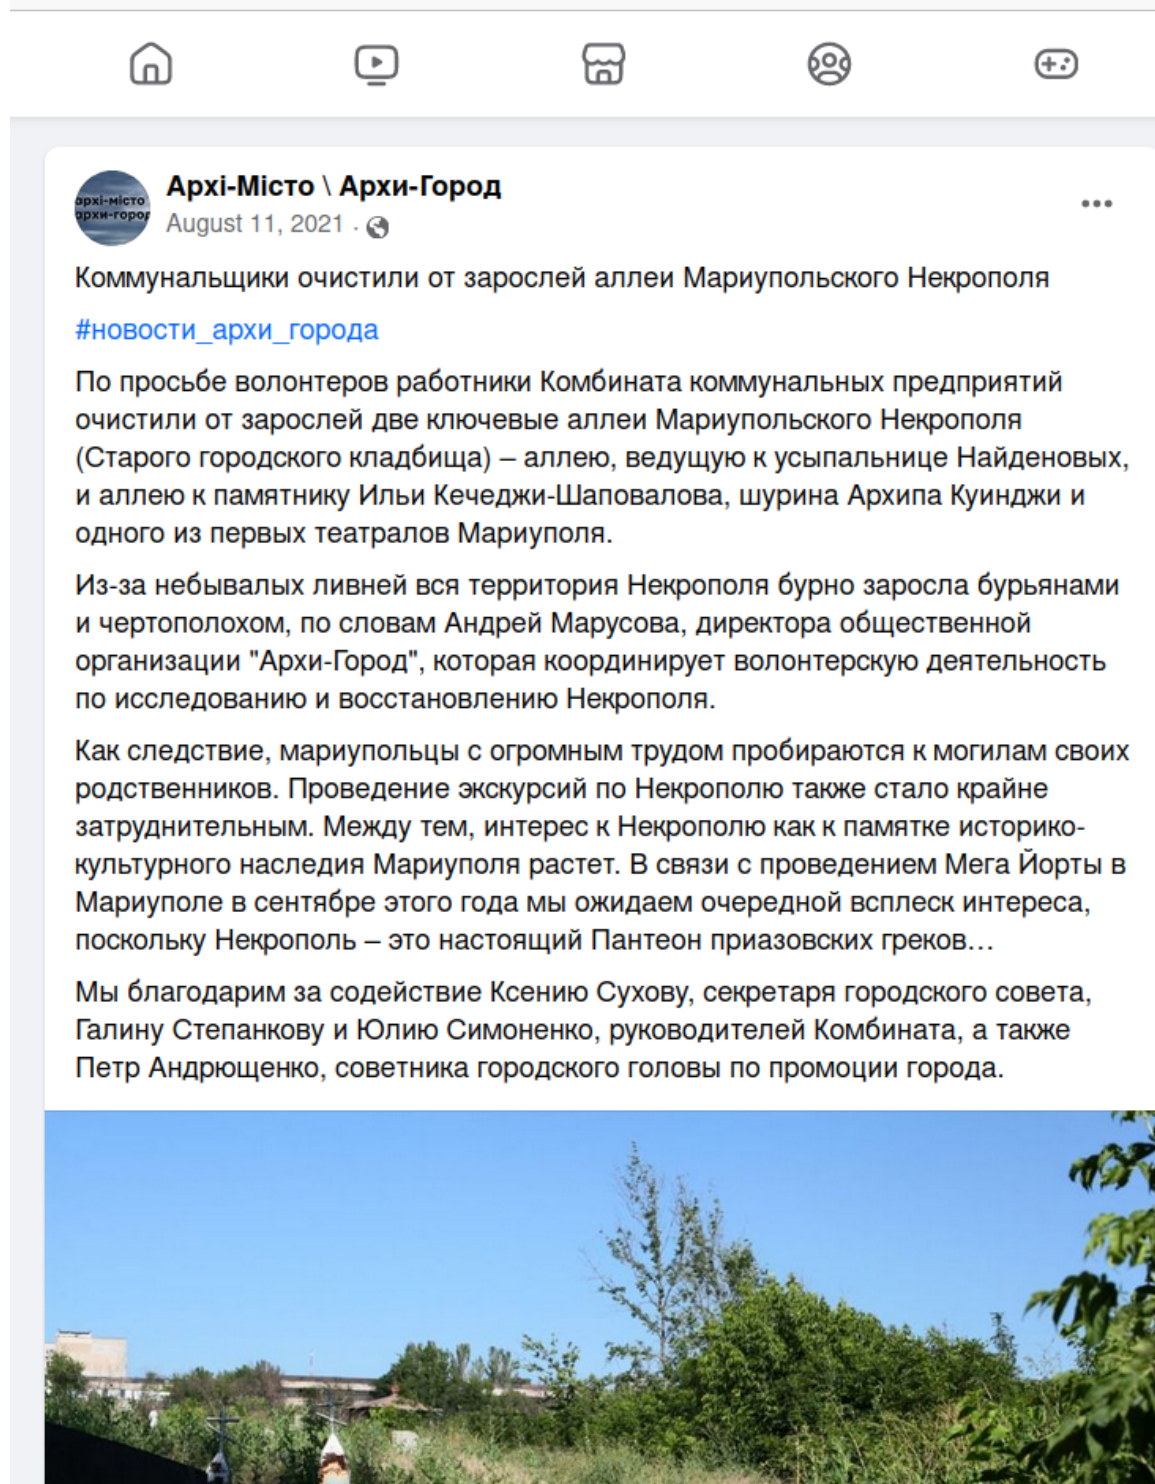 Архі-Місто \ Архи-Город
архі-місто
архи-город
August 11, 2021 ·
Коммунальщики очистили от зарослей аллеи Мариупольского Некрополя
#новости_архи_города
По просьбе волонтеров работники Комбината коммунальных предприятий
очистили от зарослей две ключевые аллеи Мариупольского Некрополя
(Старого городского кладбища) – аллею, ведущую к усыпальнице Найденовых,
и аллею к памятнику Ильи Кечеджи-Шаповалова, шурина Архипа Куинджи и
одного из первых театралов Мариуполя.
Из-за небывалых ливней вся территория Некрополя бурно заросла бурьянами
и чертополохом, по словам Андрей Марусова, директора общественной
организации "Архи-Город", которая координирует волонтерскую деятельность
по исследованию и восстановлению Некрополя.
Как следствие, мариупольцы с огромным трудом пробираются к могилам своих
родственников. Проведение экскурсий по Некрополю также стало крайне
затруднительным. Между тем, интерес к Некрополю как к памятке историко-
культурного наследия Мариуполя растет. В связи с проведением Мега Йорты в
Мариуполе в сентябре этого года мы ожидаем очередной всплеск интереса,
поскольку Некрополь – это настоящий Пантеон приазовских греков…
Мы благодарим за содействие Ксению Сухову, секретаря городского совета,
Галину Степанкову и Юлию Симоненко, руководителей Комбината, а также
Петр Андрющенко, советника городского головы по промоции города.